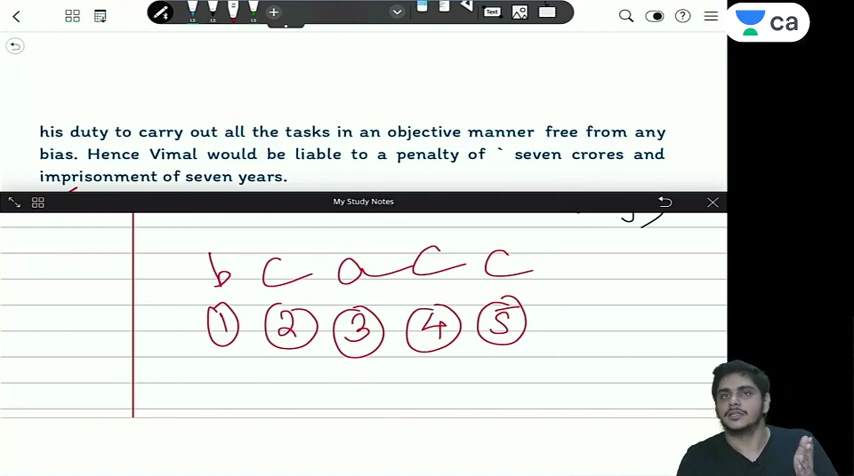 Text
ca
his duty to carry out all the tasks in an objective manner free from any
bias. Hence Vimal would be liable to a penalty of ` seven crores and
imprisonment of seven years.
My Study Notes
b c a c c
1 2 3 4 5